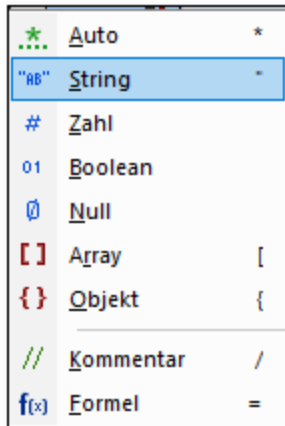 .*. Auto *
"AB" String "
# Zahl
01 Boolean
Ø Null
[ ] Array [
{ } Objekt {
// Kommentar /
f(x) Formel =